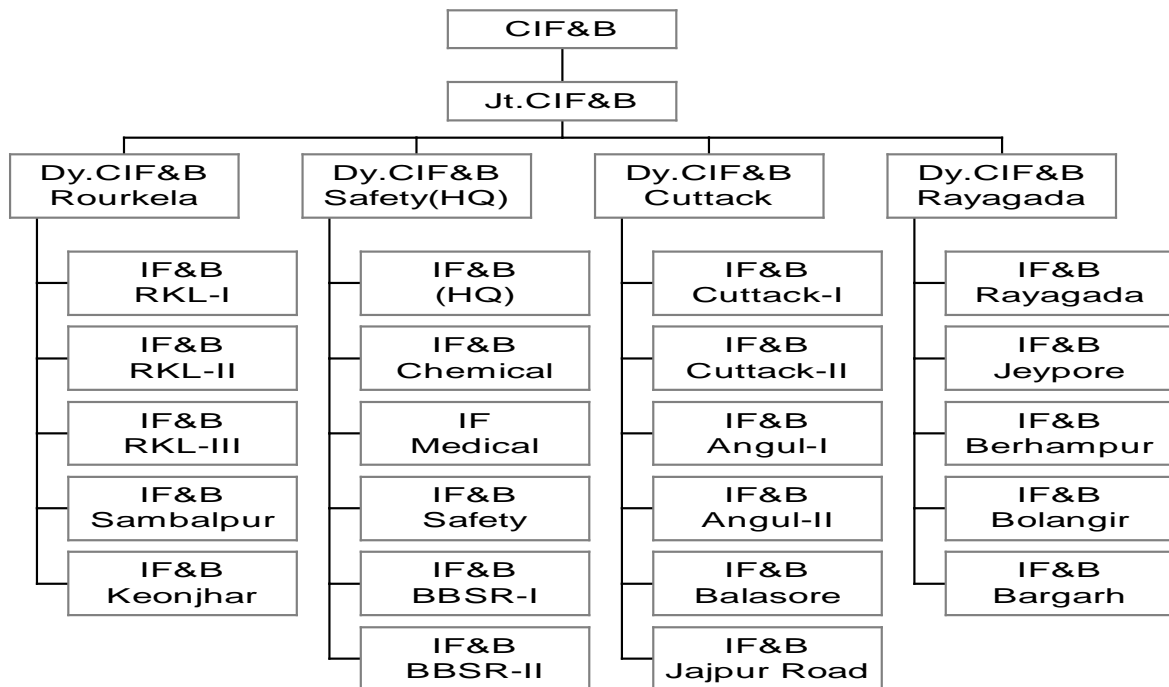 CIF&B
Jt.CIF&B
Dy.CIF&B
Rourkela
IF&B
RKL-I
IF&B
RKL-II
IF&B
RKL-III
IF&B
Sambalpur
IF&B
Keonjhar
Dy.CIF&B
Safety(HQ)
IF&B
(HQ)
IF&B
Chemical
IF
Medical
IF&B
Safety
IF&B
BBSR-I
IF&B
BBSR-II
Dy.CIF&B
Cuttack
IF&B
Cuttack-I
IF&B
Cuttack-II
IF&B
Angul-I
IF&B
Angul-II
IF&B
Balasore
IF&B
Jajpur Road
Dy.CIF&B
Rayagada
IF&B
Rayagada
IF&B
Jeypore
IF&B
Berhampur
IF&B
Bolangir
IF&B
Bargarh